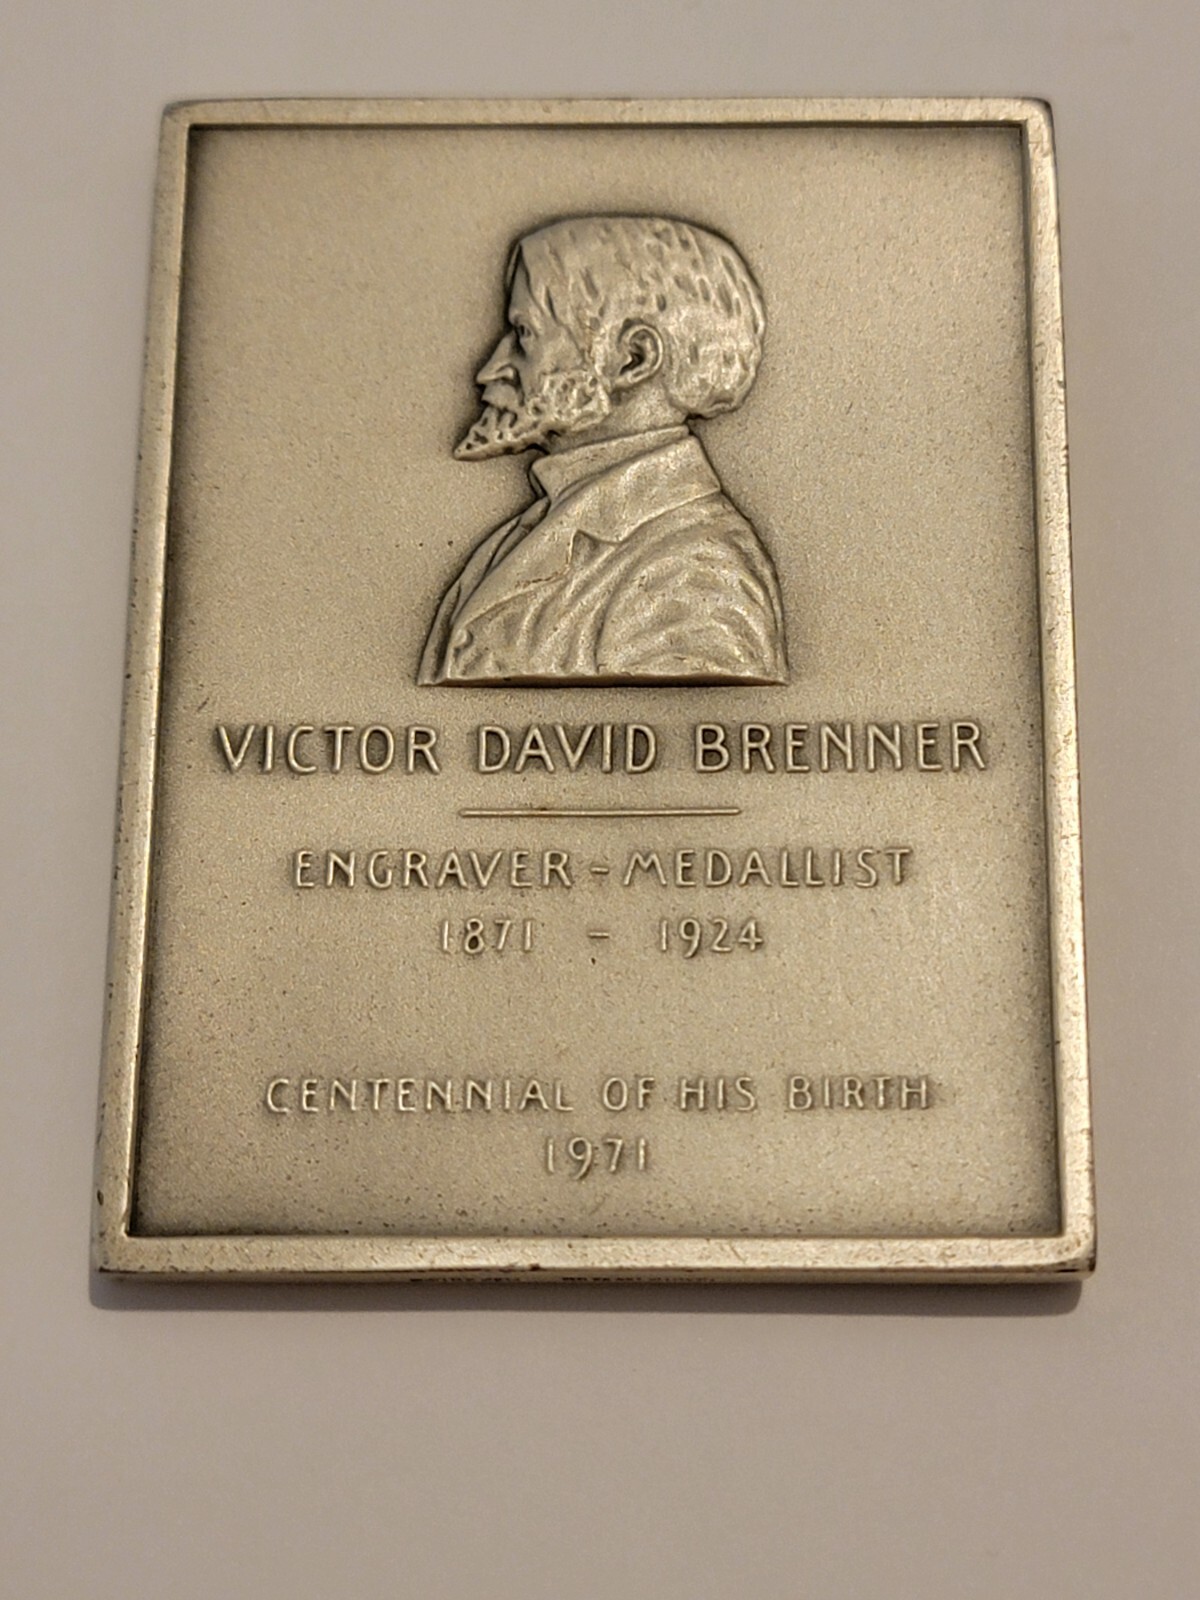 VICTOR DAVID BRENNER
ENGRAVER - MEDALLIST
1871 - 1924
CENTENNIAL OF HIS BIRTH
1971